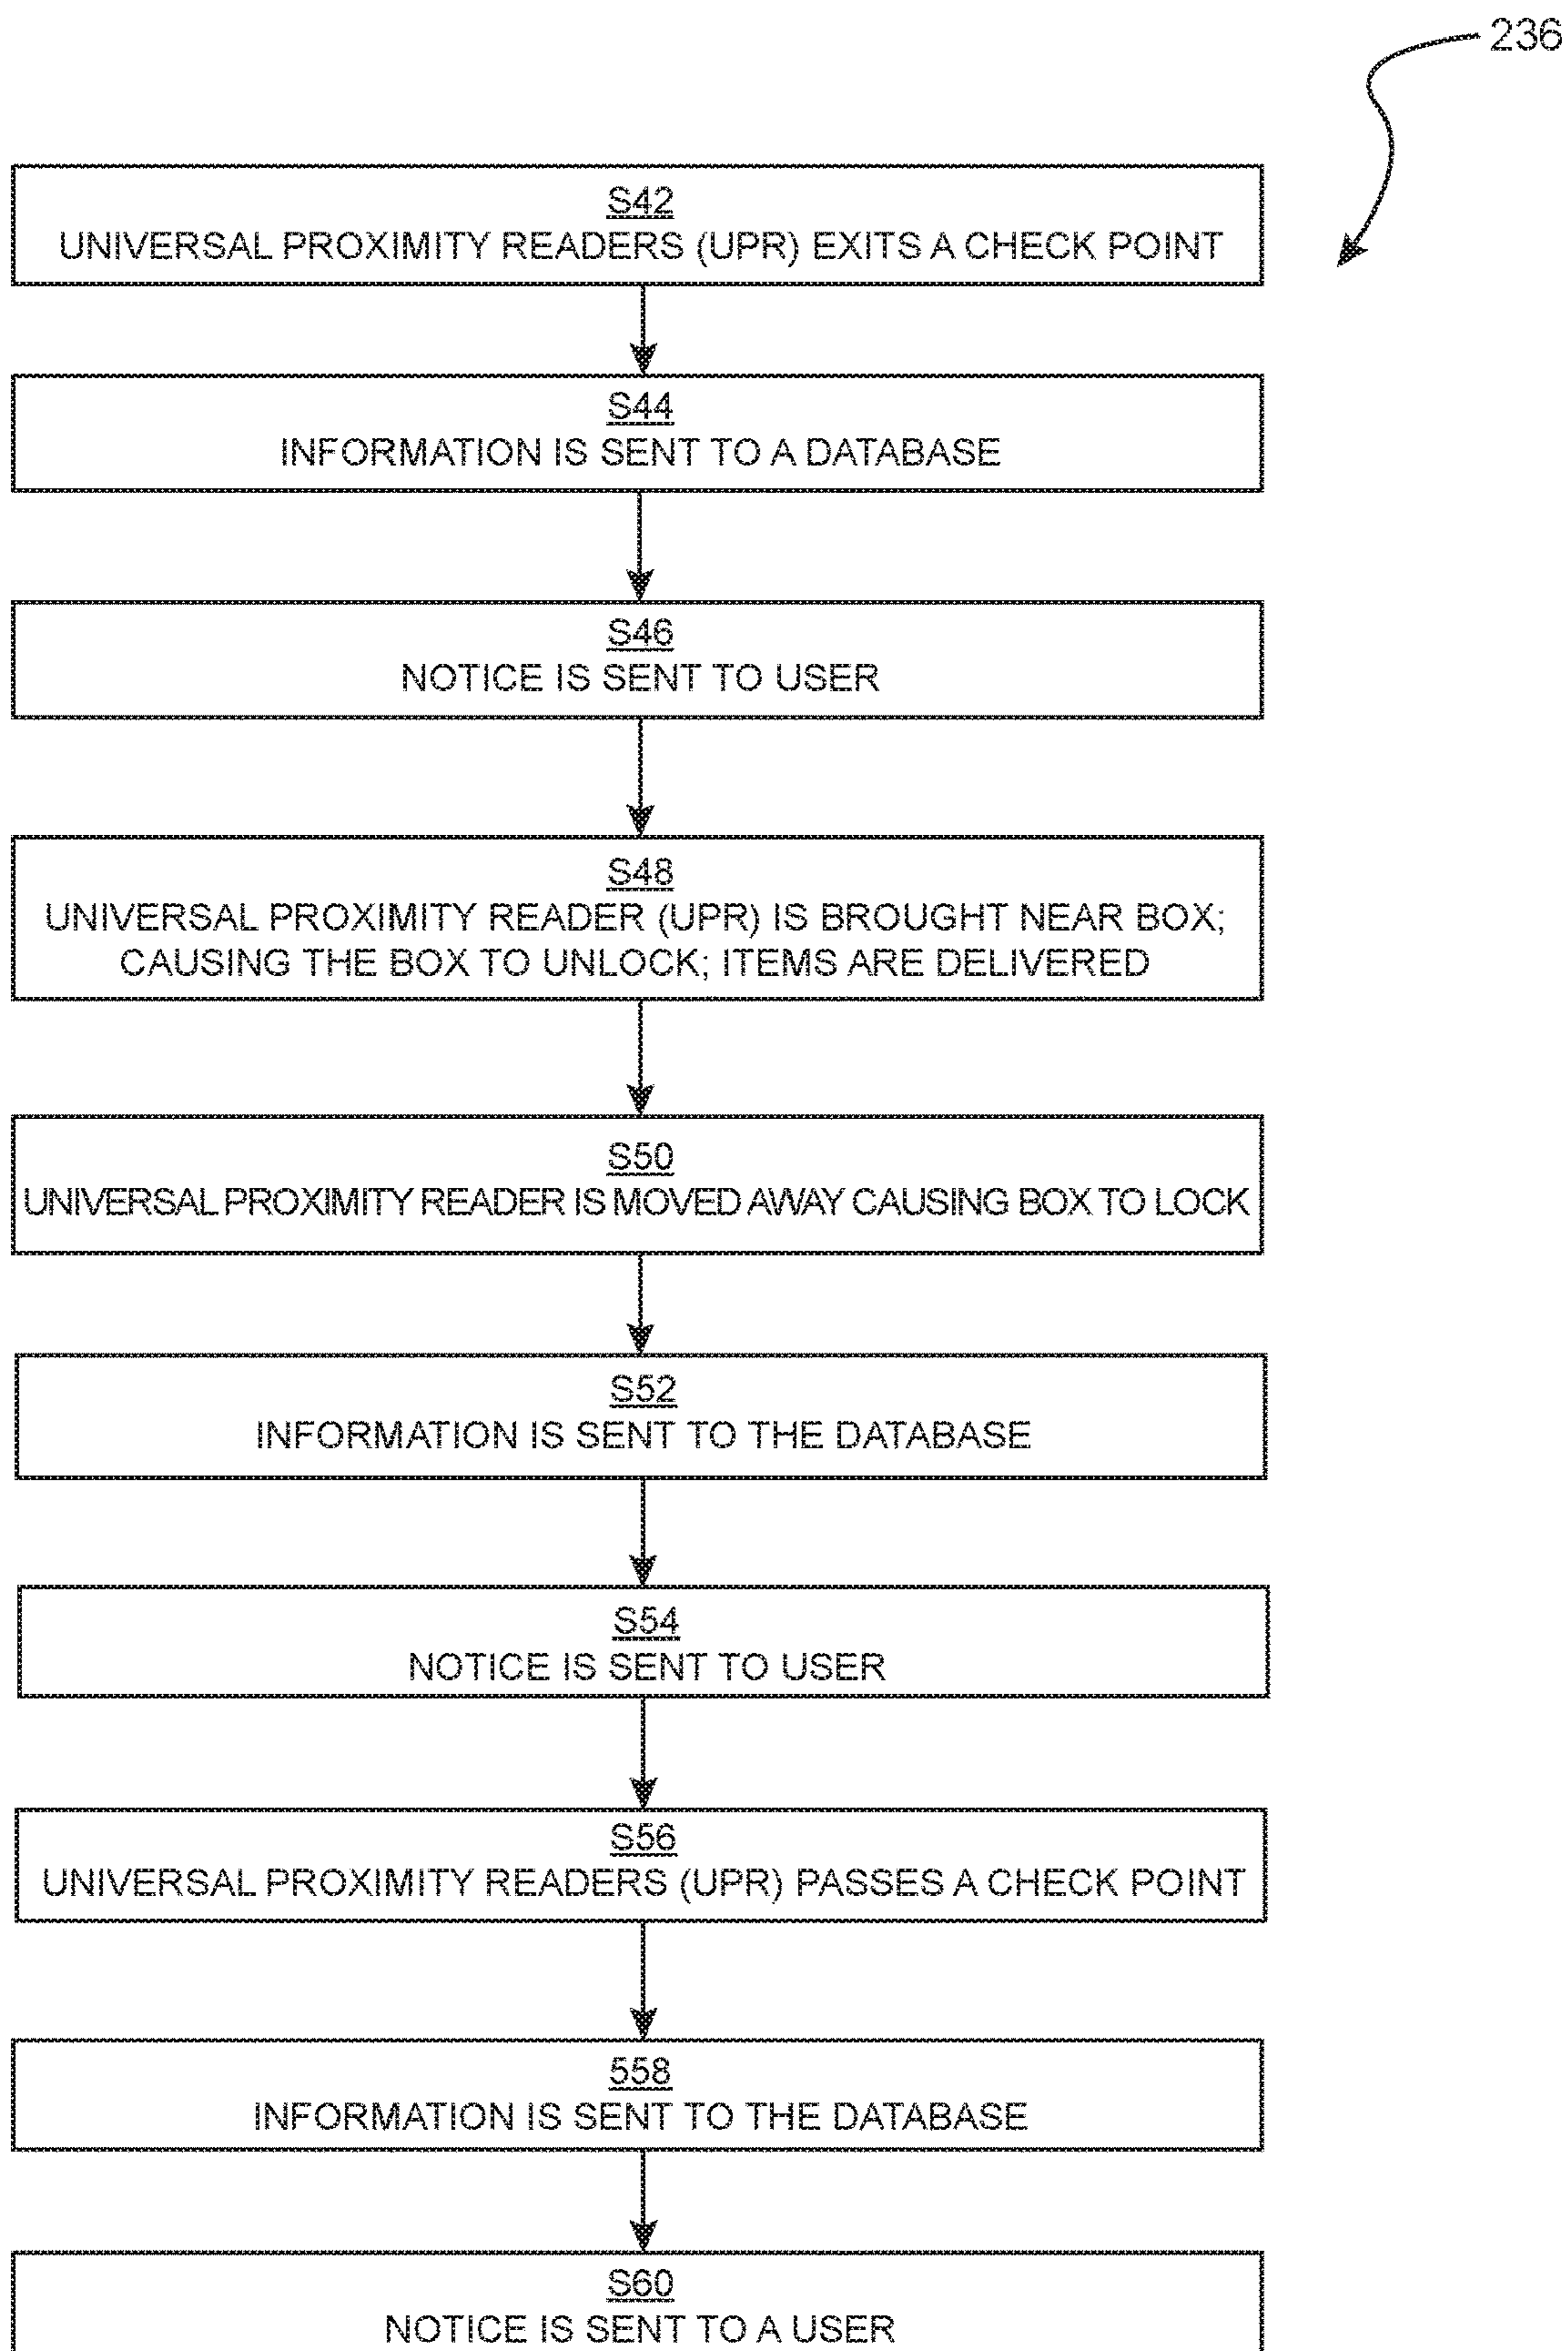 236
S42
UNIVERSAL PROXIMITY READERS (UPR) EXITS A CHECK POINT
S44
INFORMATION IS SENT TO A DATABASE
S46
NOTICE IS SENT TO USER
S48
UNIVERSAL PROXIMITY READER (UPR) IS BROUGHT NEAR BOX;
CAUSING THE BOX TO UNLOCK; ITEMS ARE DELIVERED
S50
UNIVERSAL PROXIMITY READER IS MOVED AWAY CAUSING BOX TO LOCK
S52
INFORMATION IS SENT TO THE DATABASE
S54
NOTICE IS SENT TO USER
S56
UNIVERSAL PROXIMITY READERS (UPR) PASSES A CHECK POINT
558
INFORMATION IS SENT TO THE DATABASE
S60
NOTICE IS SENT TO A USER